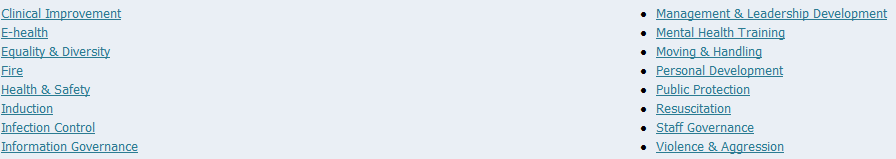 Clinical Improvement
E-health
Equality & Diversity
Fire
Health & Safety
Induction
Infection Control
Information Governance
Management & Leadership Development
Mental Health Training
Moving & Handling
Personal Development
Public Protection
Resuscitation
Staff Governance
Violence & Aggression